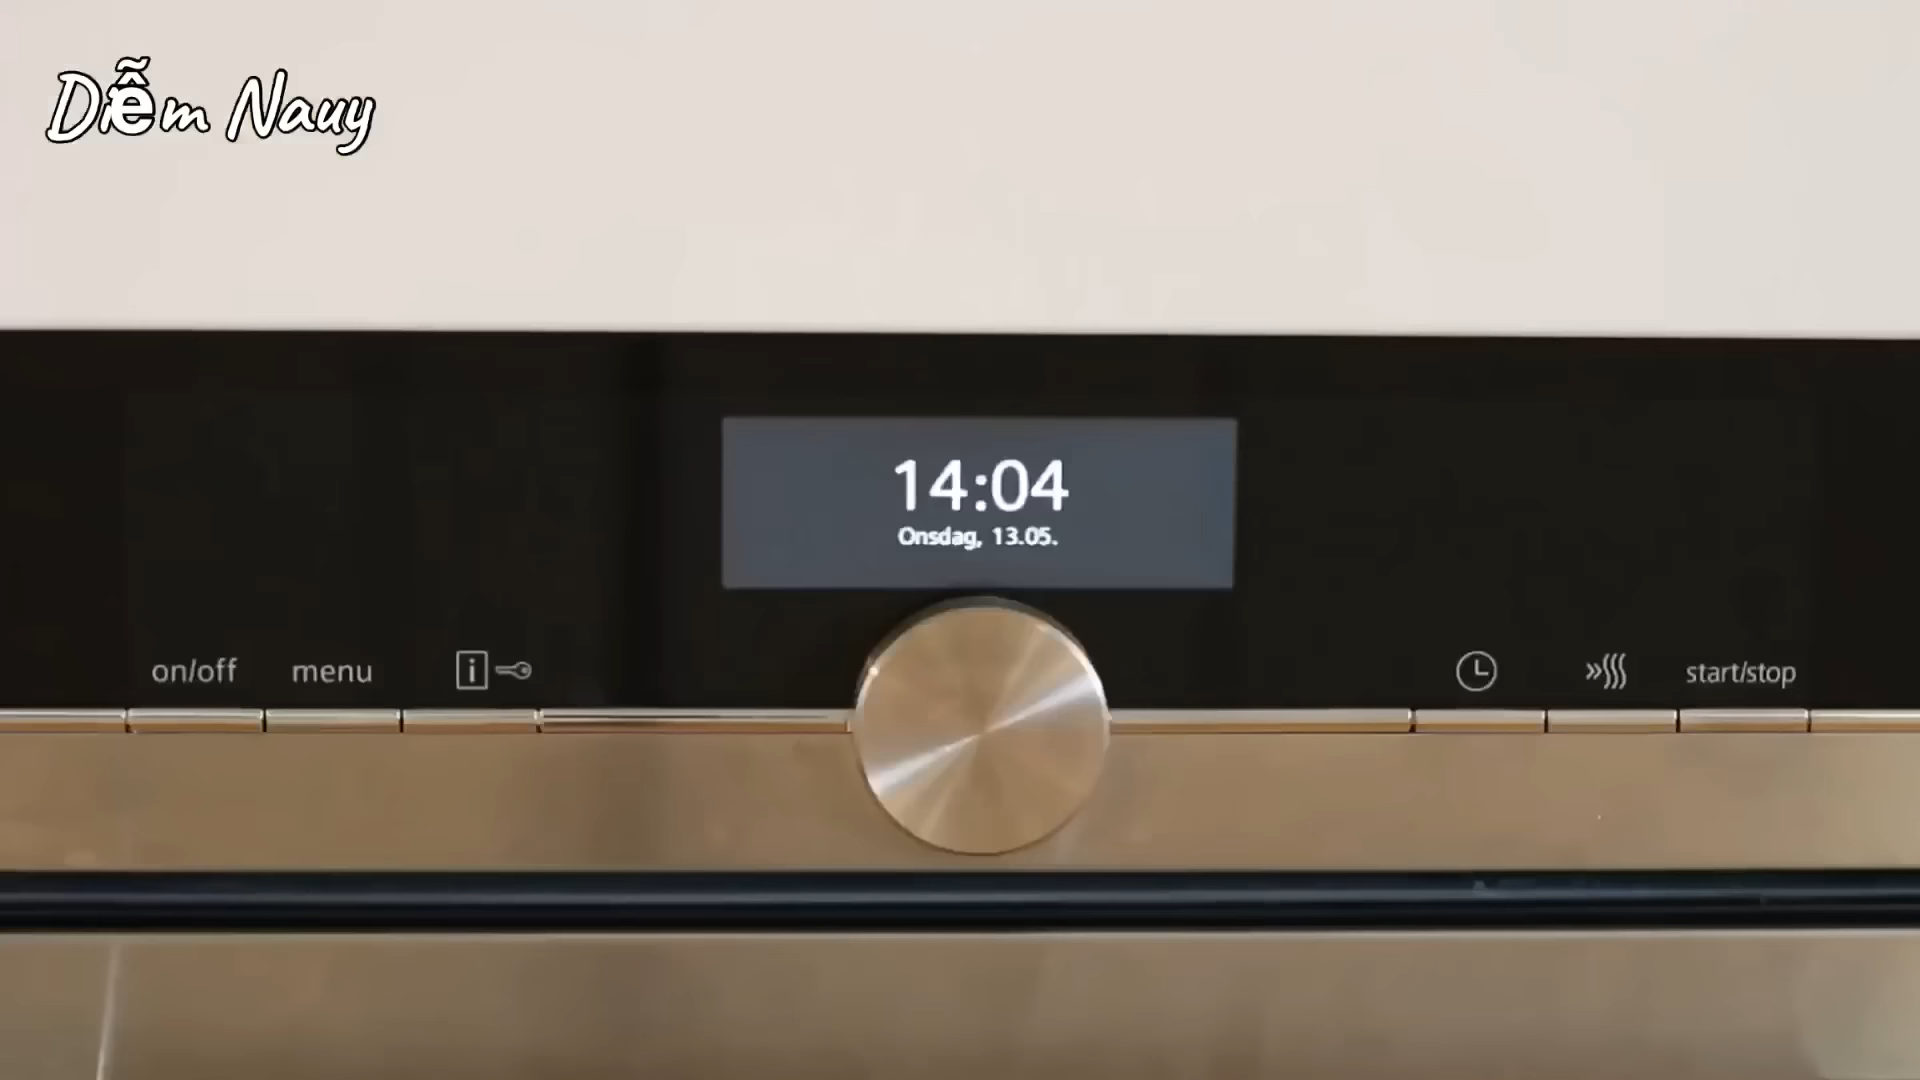 Diễm Nauy
14:04
Onsdag, 13.05.
on/off menu i start/stop